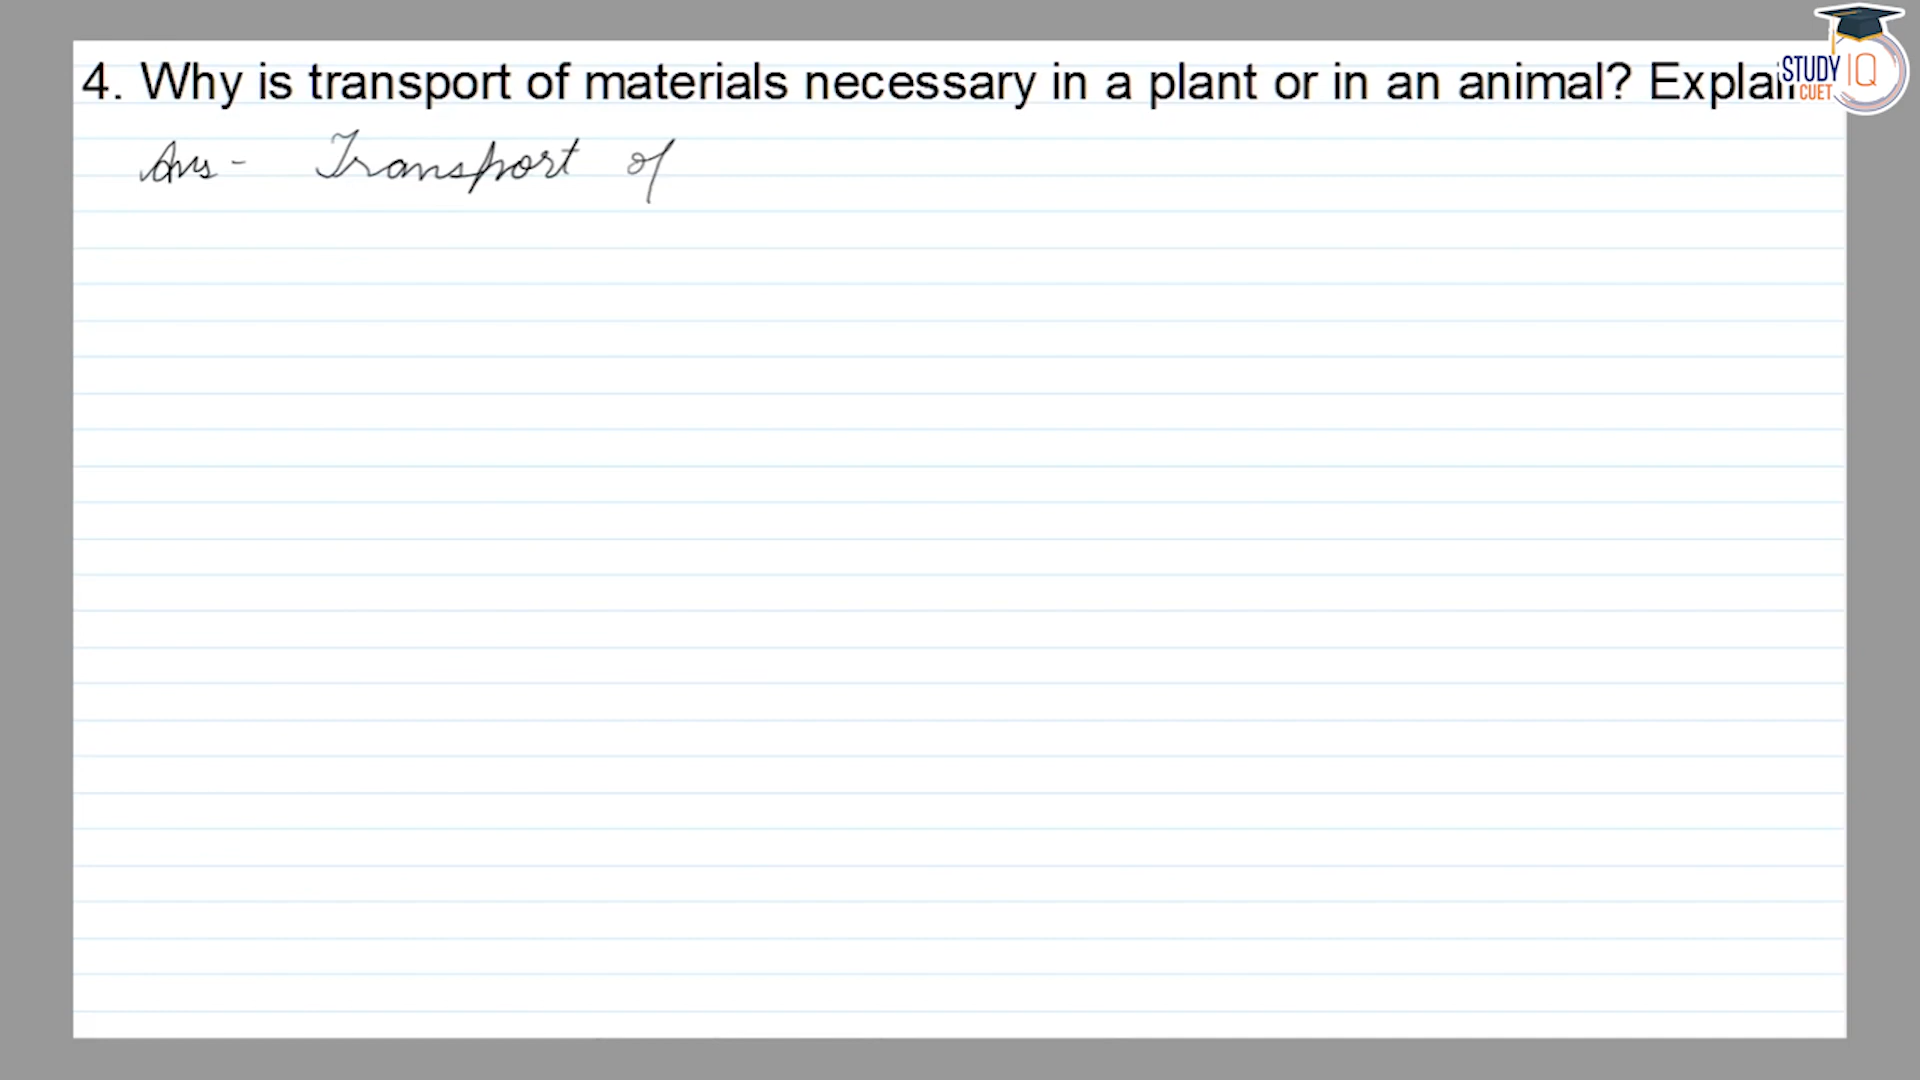 4. Why is transport of materials necessary in a plant or in an animal? Explai
STUDY IQ
CUET
Ans - Transport of